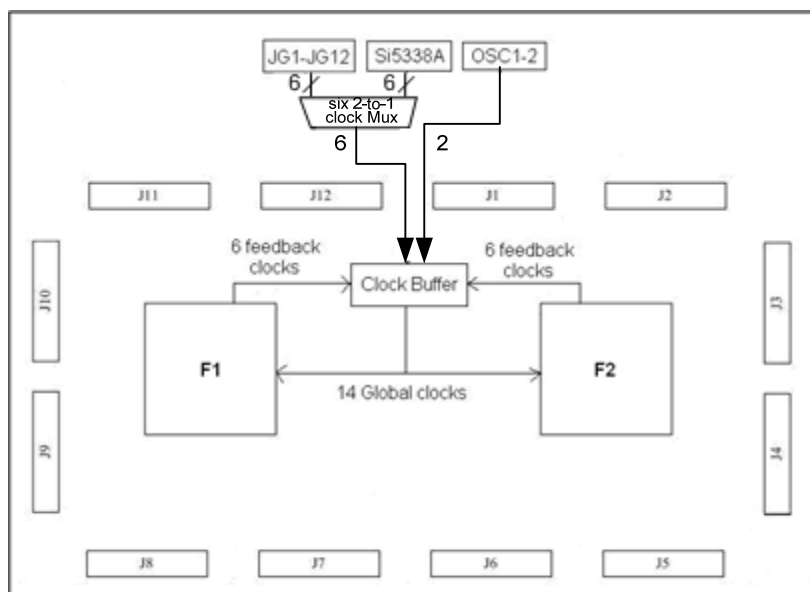 JG1-JG12
Si5338A
OSC1-2
6
6
six 2-to-1
clock Mux
6
2
J11
J12
J1
J2
6 feedback
clocks
6 feedback
clocks
Clock Buffer
J10
J3
F1
F2
14 Global clocks
J9
J4
J8
J7
J6
J5